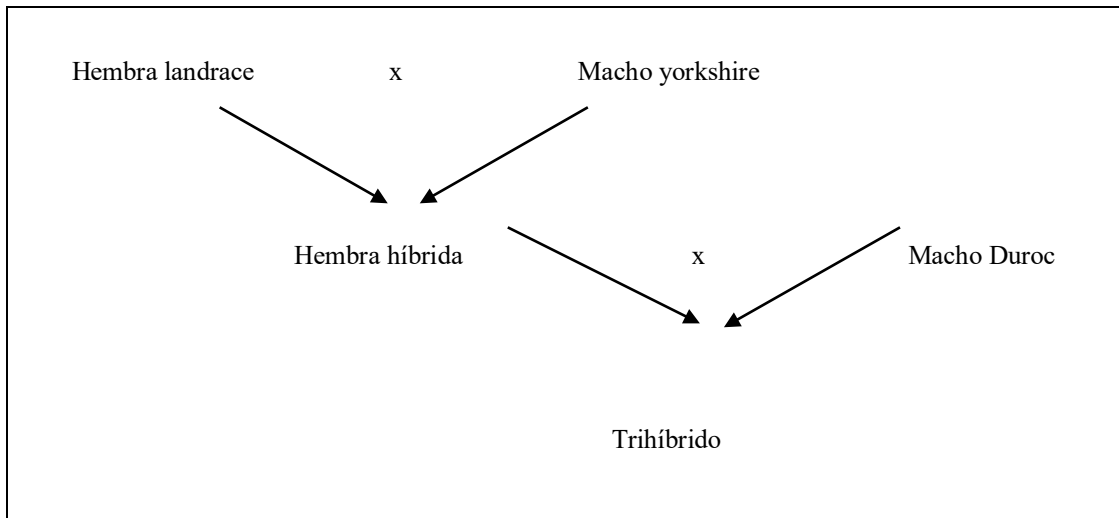 Hembra landrace x Macho yorkshire
Hembra híbrida x Macho Duroc
Trihíbrido